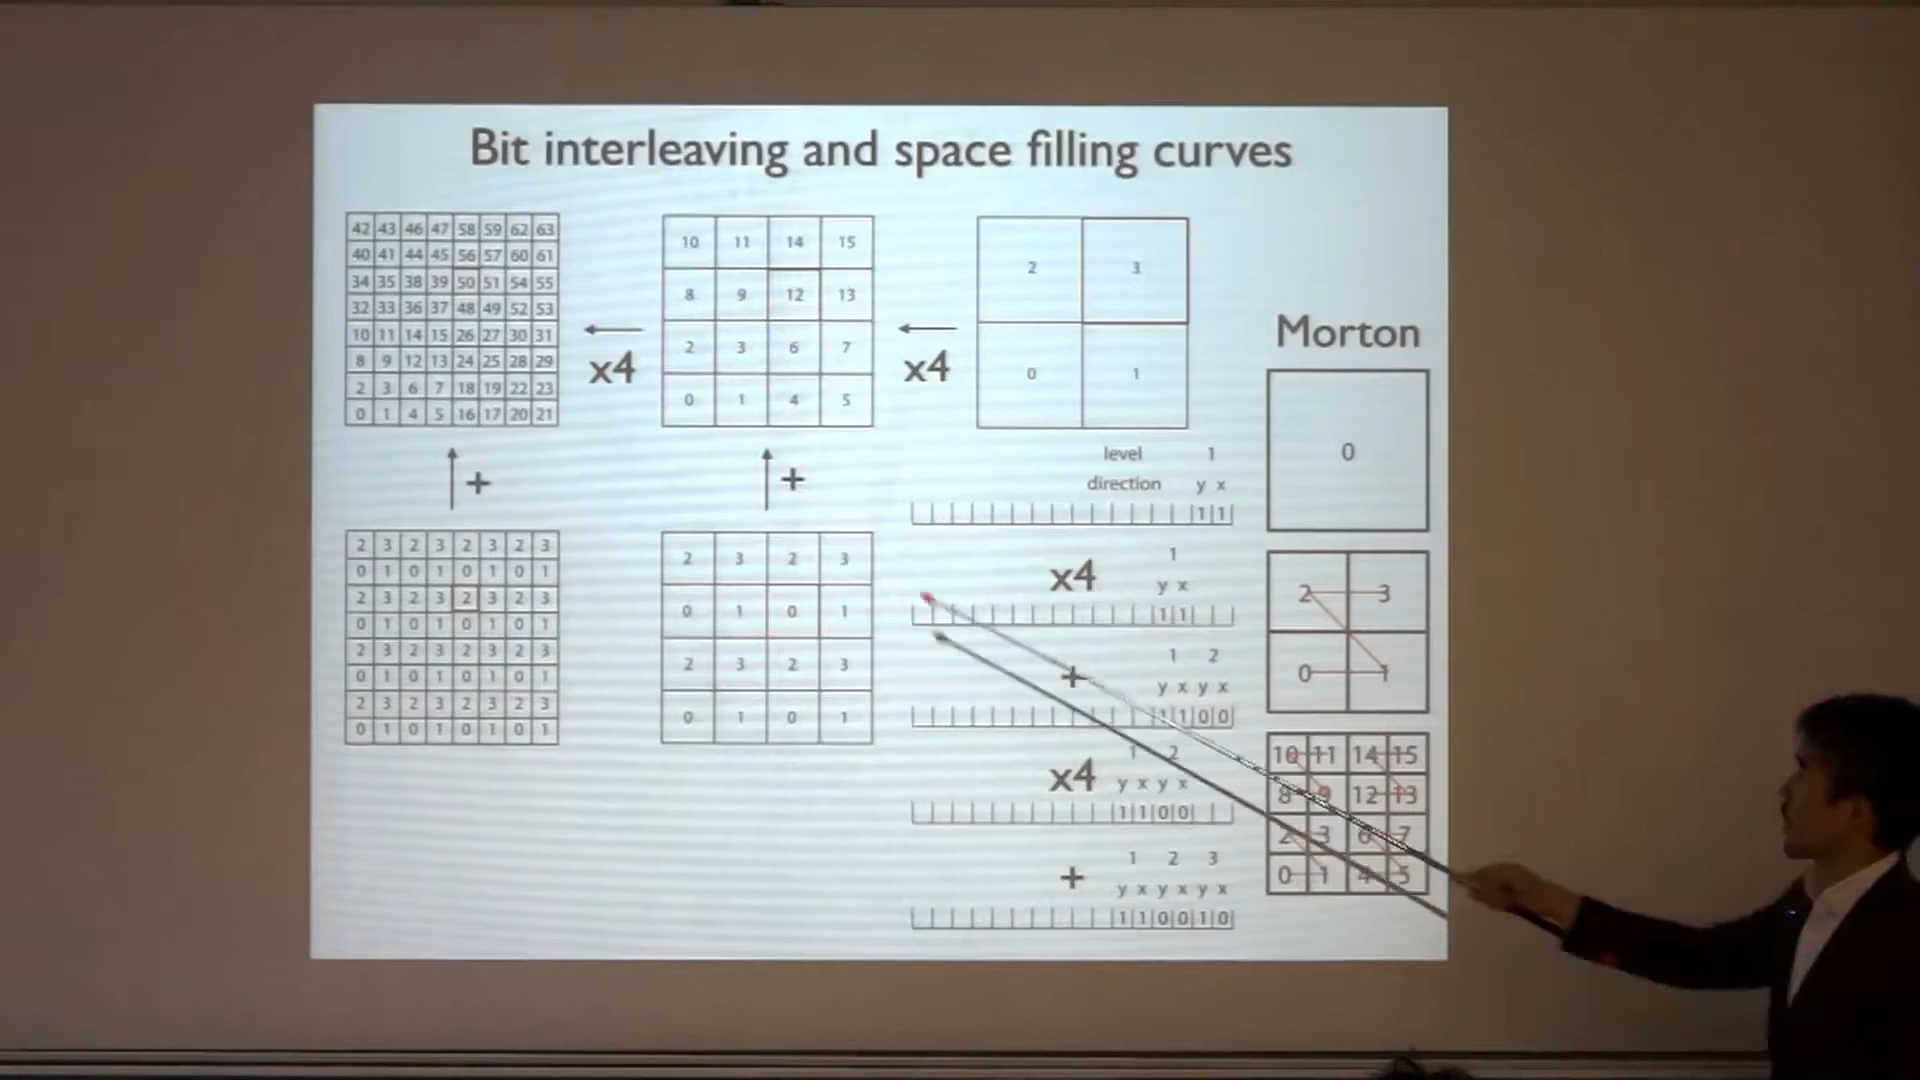 Bit interleaving and space filling curves
42 43 46 47 58 59 62 63
40 41 44 45 56 57 60 61
34 35 38 39 50 51 54 55
32 33 36 37 48 49 52 53
10 11 14 15 26 27 30 31
8 9 12 13 24 25 28 29
2 3 6 7 18 19 22 23
0 1 4 5 16 17 20 21
x4
10 11 14 15
8 9 12 13
2 3 6 7
0 1 4 5
x4
2 3
0 1
+
2 3 2 3 2 3 2 3
0 1 0 1 0 1 0 1
2 3 2 3 2 3 2 3
0 1 0 1 0 1 0 1
2 3 2 3 2 3 2 3
0 1 0 1 0 1 0 1
2 3 2 3 2 3 2 3
0 1 0 1 0 1 0 1
+
2 3 2 3
0 1 0 1
2 3 2 3
0 1 0 1
level 1
direction y x
1 1
1
x4 y x
1 1
1 2
+ y x y x
1 1 0 0
1 2
x4 y x y x
1 1 0 0
1 2 3
+ y x y x y x
1 1 0 0 1 0
Morton
0
2 3
0 1
10 11 14 15
8 9 12 13
2 3 6 7
0 1 4 5